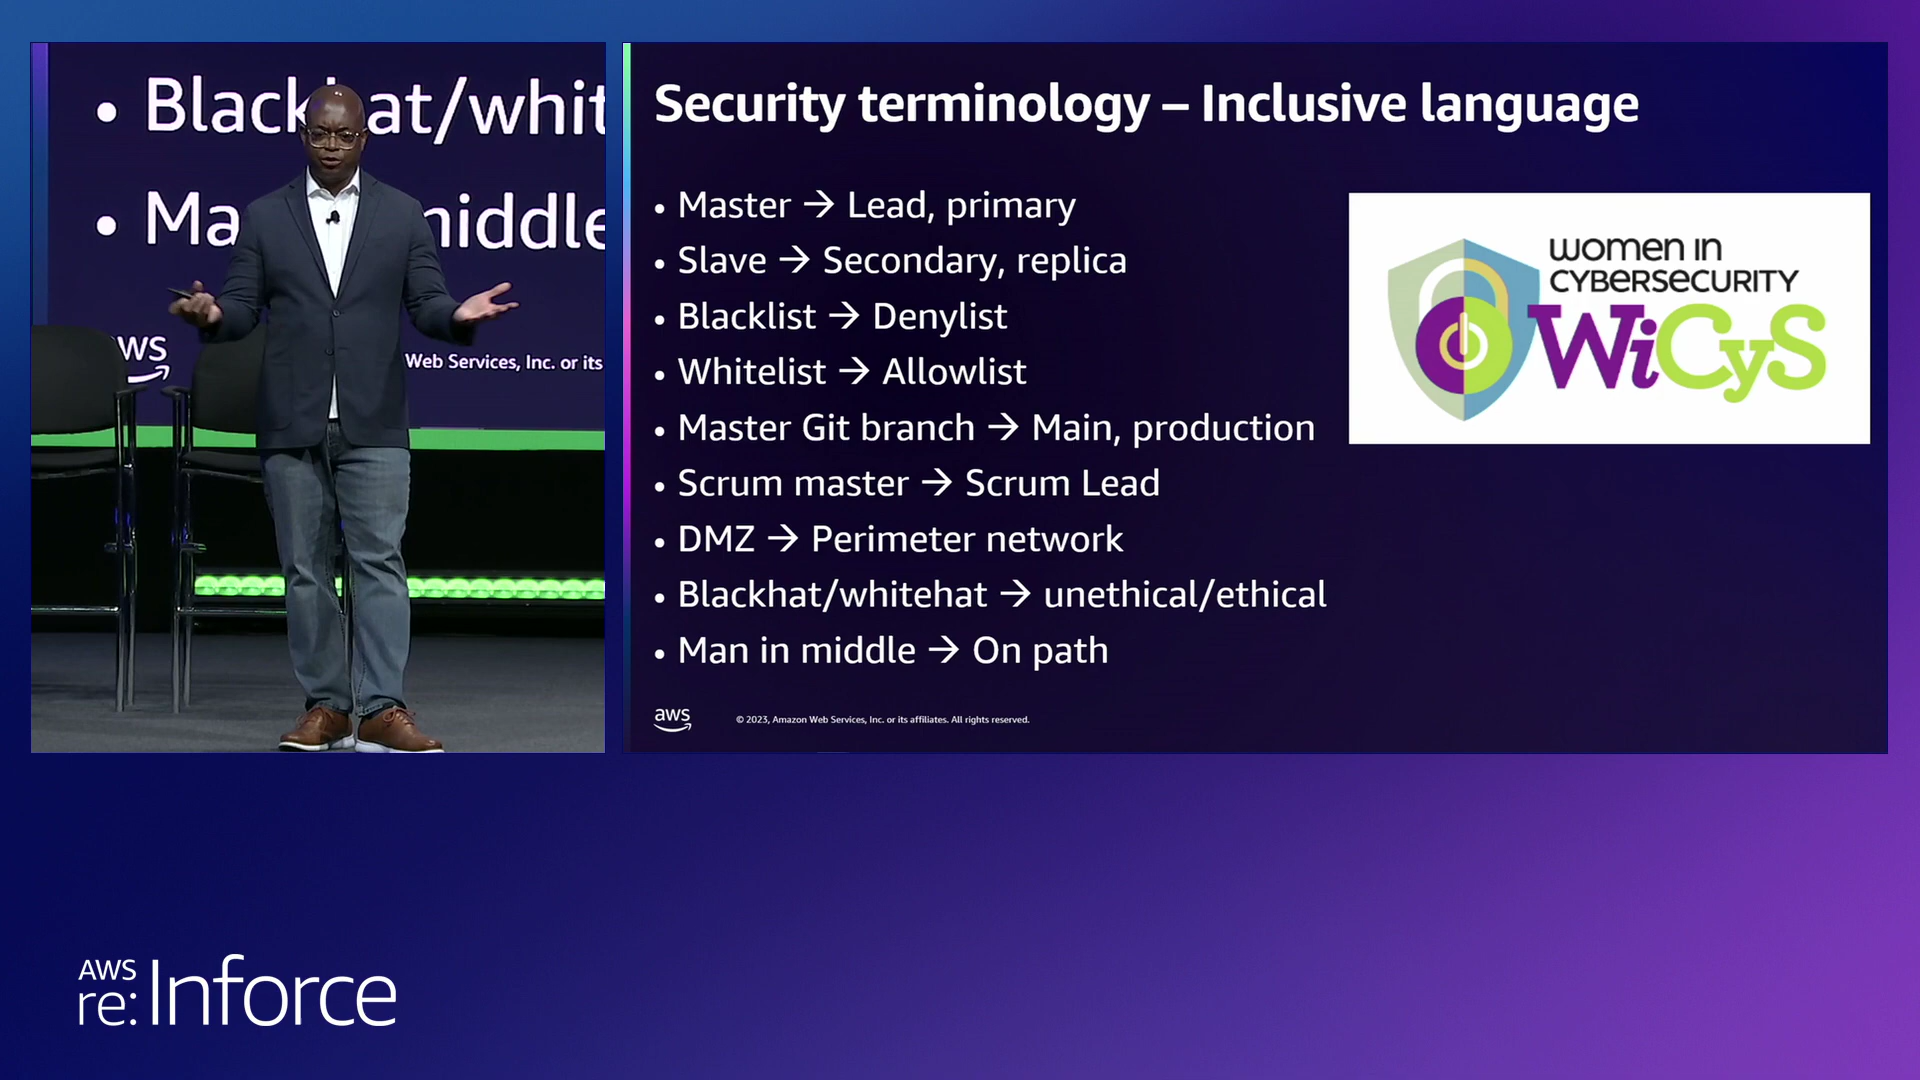 • Blackhat/whit
• Ma middle
WS
Web Services, Inc. or its
Security terminology – Inclusive language
• Master → Lead, primary
• Slave → Secondary, replica
• Blacklist → Denylist
• Whitelist → Allowlist
• Master Git branch → Main, production
• Scrum master → Scrum Lead
• DMZ → Perimeter network
• Blackhat/whitehat → unethical/ethical
• Man in middle → On path
women in
CYBERSECURITY
WiCyS
aws
© 2023, Amazon Web Services, Inc. or its affiliates. All rights reserved.
AWS
re:Inforce